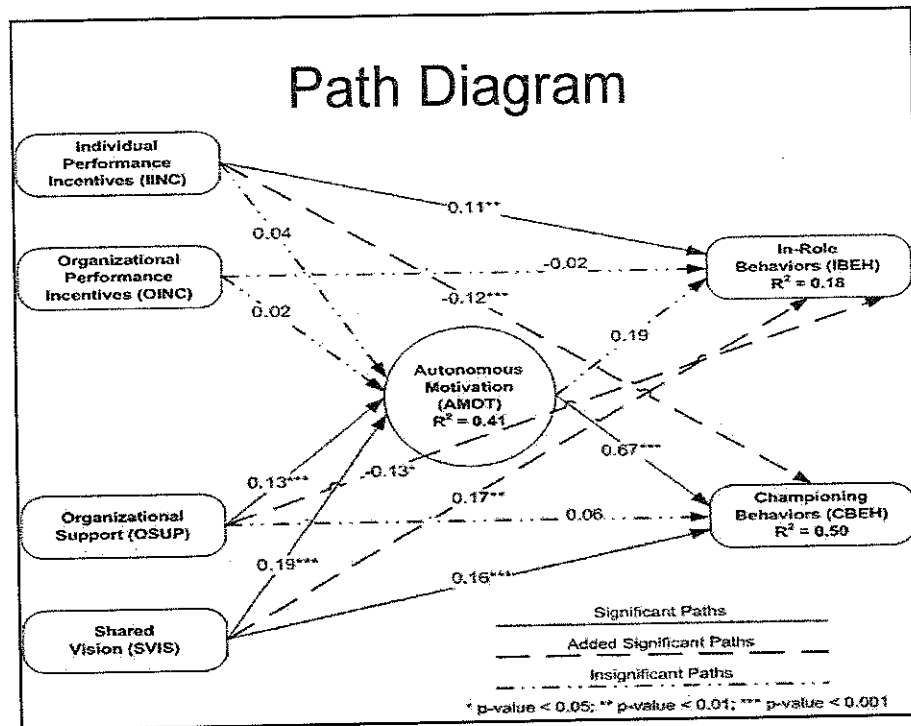 Path Diagram
Individual
Performance
Incentives (IINC)
0.11**
0.04
Organizational
Performance
Incentives (OINC)
-0.02
In-Role
Behaviors (IBEH)
R² = 0.18
0.02
-0.12***
0.19
Autonomous
Motivation
(AMOT)
R² = 0.41
0.67***
0.13***
-0.13*
0.17**
Organizational
Support (OSUP)
0.06
Championing
Behaviors (CBEH)
R² = 0.50
0.19***
0.16***
Shared
Vision (SVIS)
Significant Paths
Added Significant Paths
Insignificant Paths
* p-value < 0.05; ** p-value < 0.01; *** p-value < 0.001